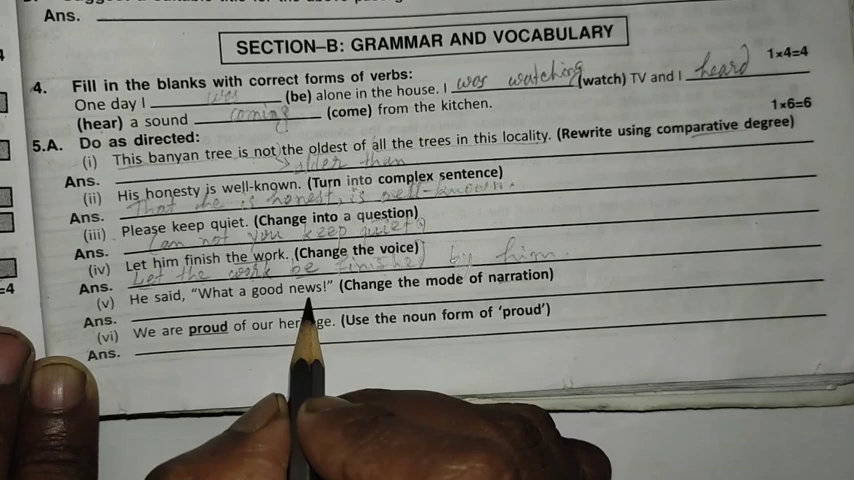 Ans.
SECTION–B: GRAMMAR AND VOCABULARY
4. Fill in the blanks with correct forms of verbs: 1×4=4
One day I was (be) alone in the house. I was watching (watch) TV and I heard
(hear) a sound coming (come) from the kitchen.
5.A. Do as directed: 1×6=6
(i) This banyan tree is not the oldest of all the trees in this locality. (Rewrite using comparative degree)
older than
Ans.
(ii) His honesty is well-known. (Turn into complex sentence)
Ans. That he is honest, is well-known.
(iii) Please keep quiet. (Change into a question)
Ans. Can not you keep quiet?
(iv) Let him finish the work. (Change the voice)
Ans. Let the work be finished by him.
(v) He said, “What a good news!” (Change the mode of narration)
Ans.
(vi) We are proud of our heritage. (Use the noun form of ‘proud’)
Ans.
=4